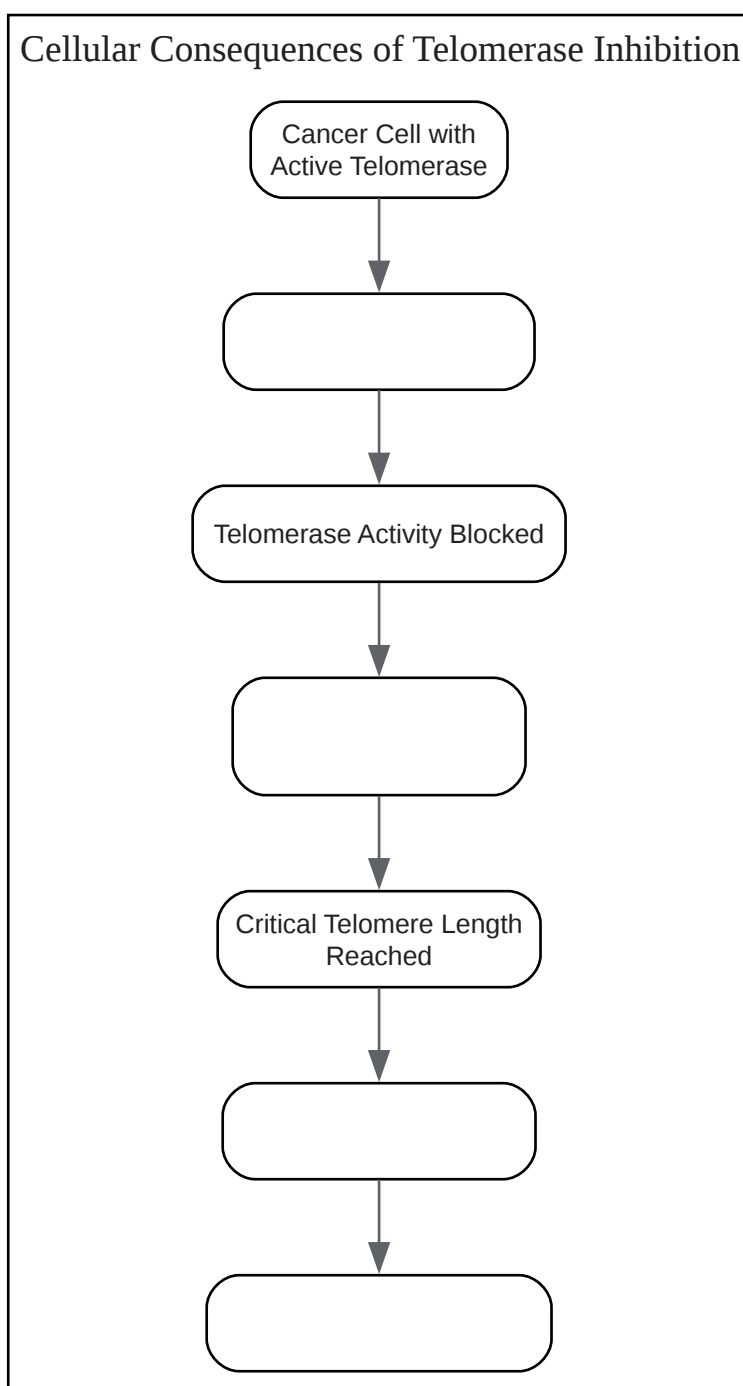 Cellular Consequences of Telomerase Inhibition
Cancer Cell with
Active Telomerase
Telomerase Activity Blocked
Critical Telomere Length
Reached